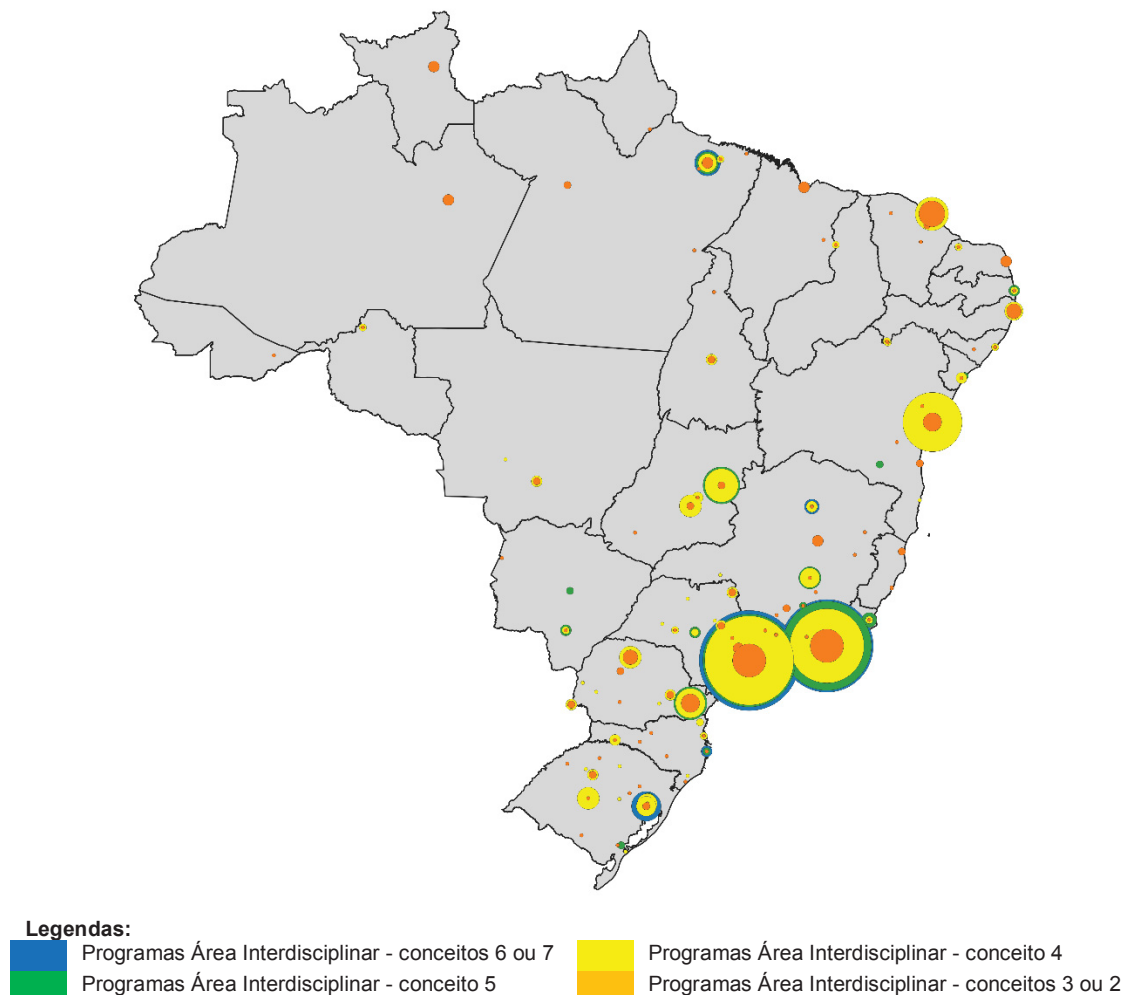 Legendas:
Programas Área Interdisciplinar - conceitos 6 ou 7
Programas Área Interdisciplinar - conceito 5
Programas Área Interdisciplinar - conceito 4
Programas Área Interdisciplinar - conceitos 3 ou 2